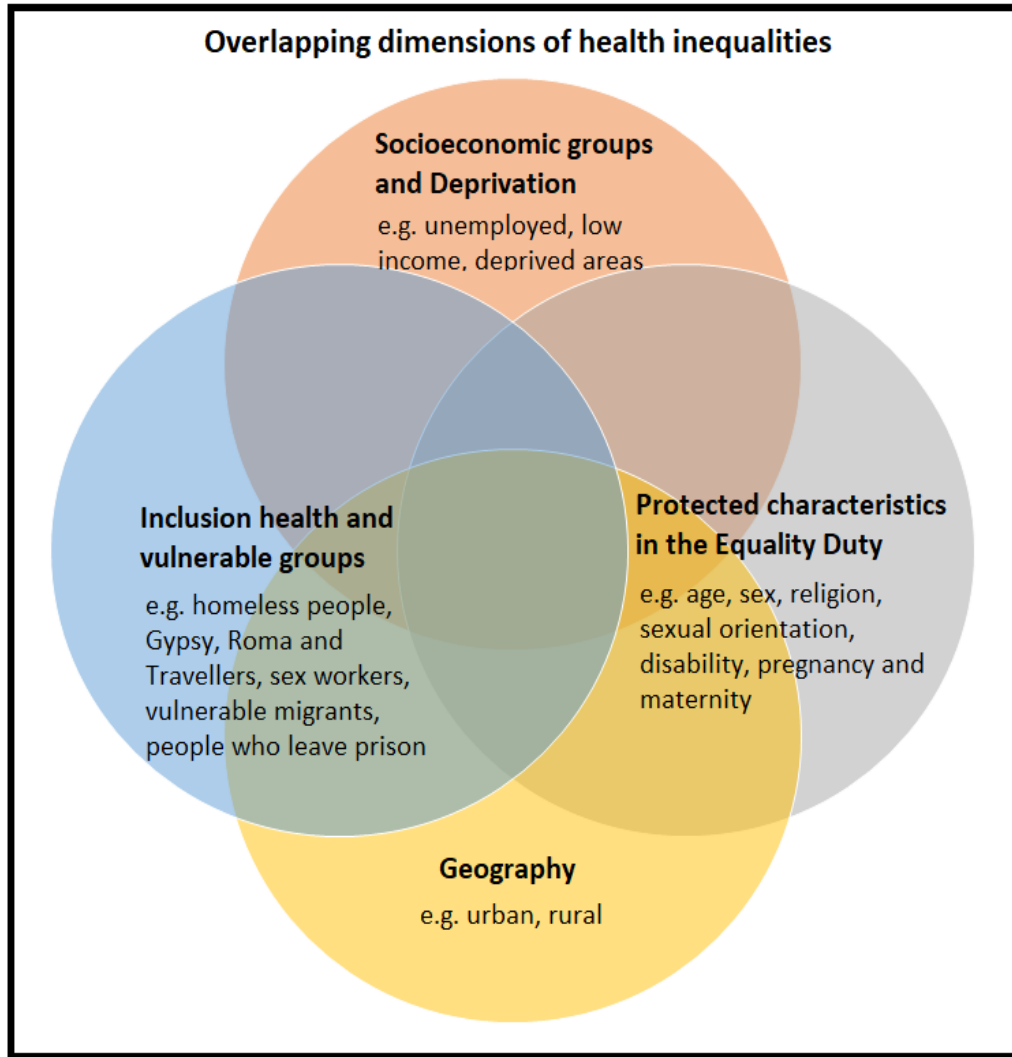 Overlapping dimensions of health inequalities
Socioeconomic groups
and Deprivation
e.g. unemployed, low
income, deprived areas
Inclusion health and
vulnerable groups
e.g. homeless people,
Gypsy, Roma and
Travellers, sex workers,
vulnerable migrants,
people who leave prison
Protected characteristics
in the Equality Duty
e.g. age, sex, religion,
sexual orientation,
disability, pregnancy and
maternity
Geography
e.g. urban, rural